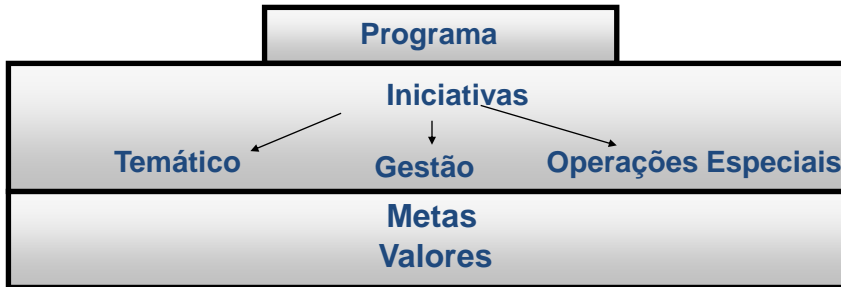 Programa
Iniciativas
Temático Gestão Operações Especiais
Metas
Valores